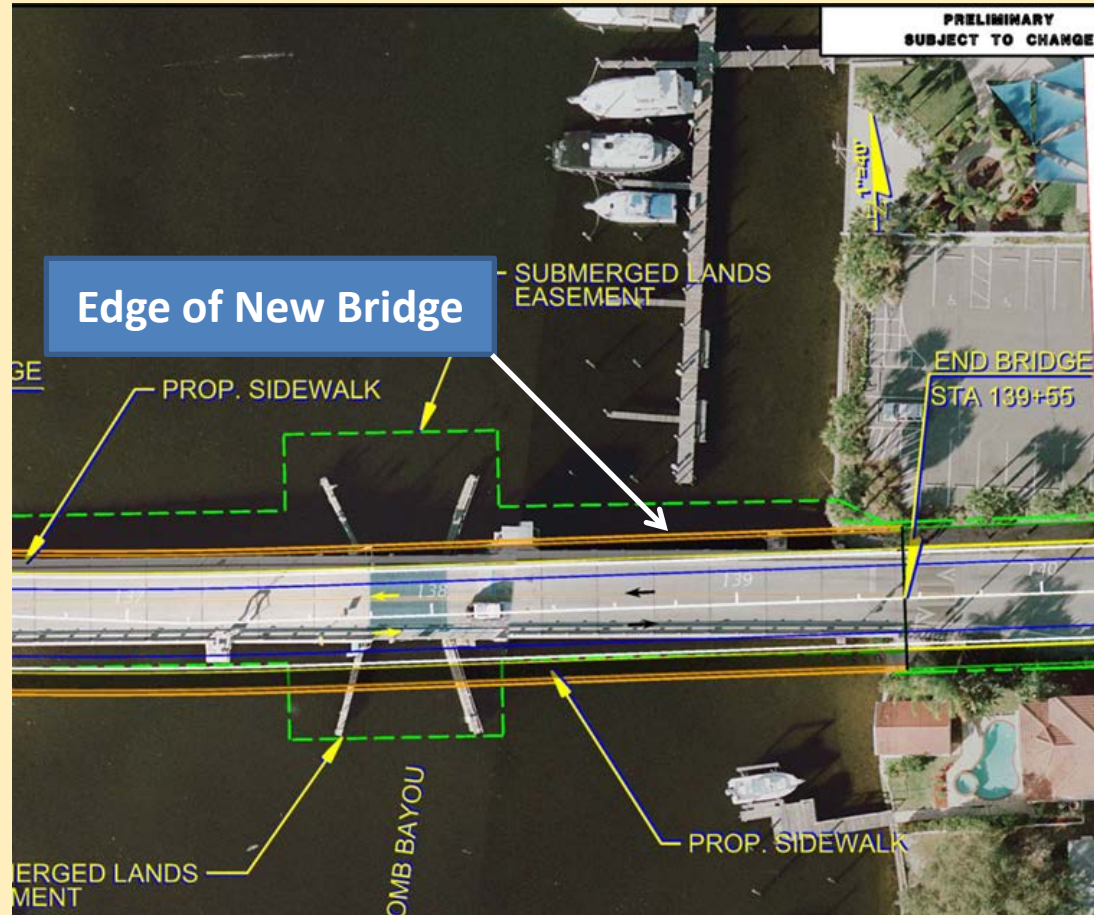 PRELIMINARY
SUBJECT TO CHANGE
1"=40'
SUBMERGED LANDS
EASEMENT
Edge of New Bridge
GE
PROP. SIDEWALK
END BRIDGE
STA 139+55
137
138
139
140
PROP. SIDEWALK
MERGED LANDS
MENT
OMB BAYOU